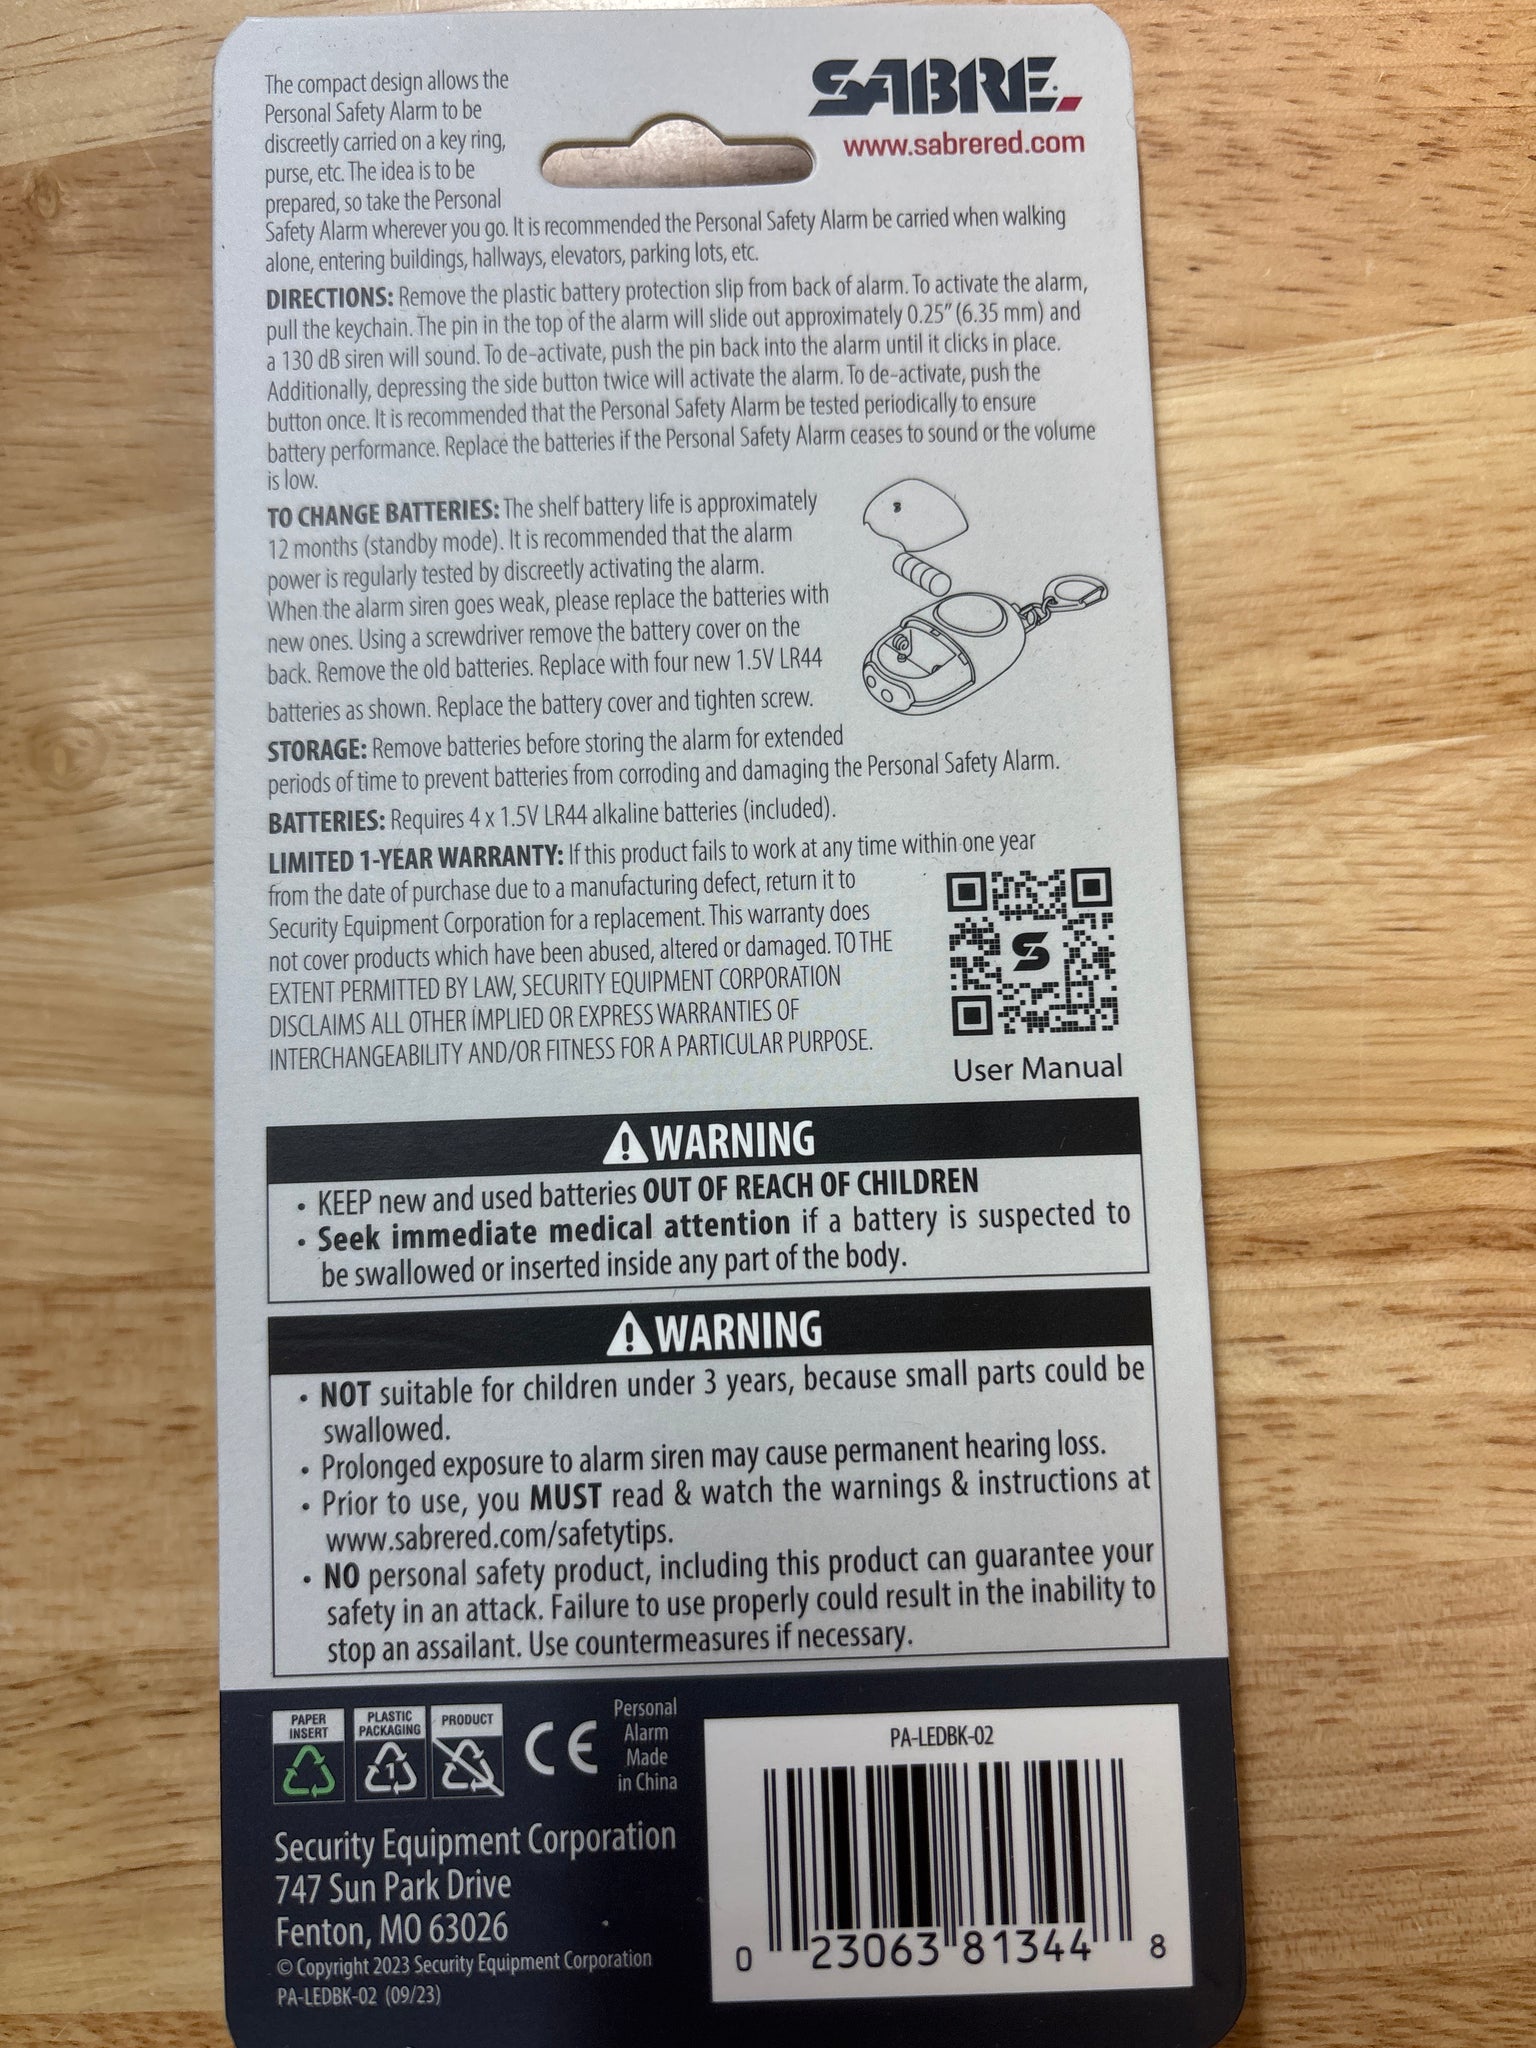 The compact design allows the
Personal Safety Alarm to be
discreetly carried on a key ring,
purse, etc. The idea is to be
prepared, so take the Personal
Safety Alarm wherever you go. It is recommended the Personal Safety Alarm be carried when walking
alone, entering buildings, hallways, elevators, parking lots, etc.
SABRE
www.sabrered.com
DIRECTIONS: Remove the plastic battery protection slip from back of alarm. To activate the alarm,
pull the keychain. The pin in the top of the alarm will slide out approximately 0.25” (6.35 mm) and
a 130 dB siren will sound. To de-activate, push the pin back into the alarm until it clicks in place.
Additionally, depressing the side button twice will activate the alarm. To de-activate, push the
button once. It is recommended that the Personal Safety Alarm be tested periodically to ensure
battery performance. Replace the batteries if the Personal Safety Alarm ceases to sound or the volume
is low.
TO CHANGE BATTERIES: The shelf battery life is approximately
12 months (standby mode). It is recommended that the alarm
power is regularly tested by discreetly activating the alarm.
When the alarm siren goes weak, please replace the batteries with
new ones. Using a screwdriver remove the battery cover on the
back. Remove the old batteries. Replace with four new 1.5V LR44
batteries as shown. Replace the battery cover and tighten screw.
STORAGE: Remove batteries before storing the alarm for extended
periods of time to prevent batteries from corroding and damaging the Personal Safety Alarm.
BATTERIES: Requires 4 x 1.5V LR44 alkaline batteries (included).
LIMITED 1-YEAR WARRANTY: If this product fails to work at any time within one year
from the date of purchase due to a manufacturing defect, return it to
Security Equipment Corporation for a replacement. This warranty does
not cover products which have been abused, altered or damaged. TO THE
EXTENT PERMITTED BY LAW, SECURITY EQUIPMENT CORPORATION
DISCLAIMS ALL OTHER IMPLIED OR EXPRESS WARRANTIES OF
INTERCHANGEABILITY AND/OR FITNESS FOR A PARTICULAR PURPOSE.
S
User Manual
WARNING
• KEEP new and used batteries OUT OF REACH OF CHILDREN
• Seek immediate medical attention if a battery is suspected to
be swallowed or inserted inside any part of the body.
WARNING
• NOT suitable for children under 3 years, because small parts could be
swallowed.
• Prolonged exposure to alarm siren may cause permanent hearing loss.
• Prior to use, you MUST read & watch the warnings & instructions at
www.sabrered.com/safetytips.
• NO personal safety product, including this product can guarantee your
safety in an attack. Failure to use properly could result in the inability to
stop an assailant. Use countermeasures if necessary.
PAPER
INSERT
PLASTIC
PACKAGING
1
PRODUCT
CE
Personal
Alarm
Made
in China
Security Equipment Corporation
747 Sun Park Drive
Fenton, MO 63026
© Copyright 2023 Security Equipment Corporation
PA-LEDBK-02 (09/23)
PA-LEDBK-02
0 23063 81344 8